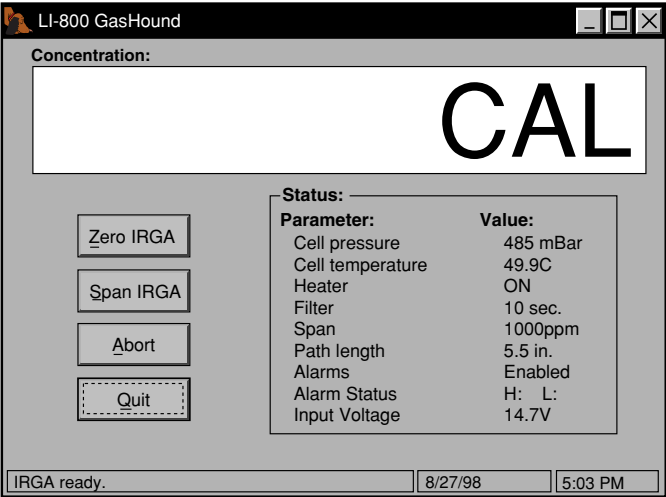 LI-800 GasHound
Concentration:
CAL
Zero IRGA
Span IRGA
Abort
Quit
Status:
Parameter: Value:
Cell pressure 485 mBar
Cell temperature 49.9C
Heater ON
Filter 10 sec.
Span 1000ppm
Path length 5.5 in.
Alarms Enabled
Alarm Status H: L:
Input Voltage 14.7V
IRGA ready. 8/27/98 5:03 PM